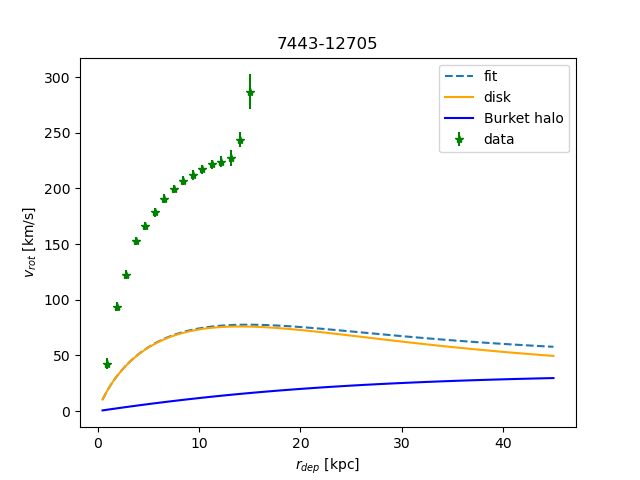 7443-12705
300
250
200
150
100
50
0
v_rot [km/s]
fit
disk
Burket halo
data
0 10 20 30 40
r_dep [kpc]